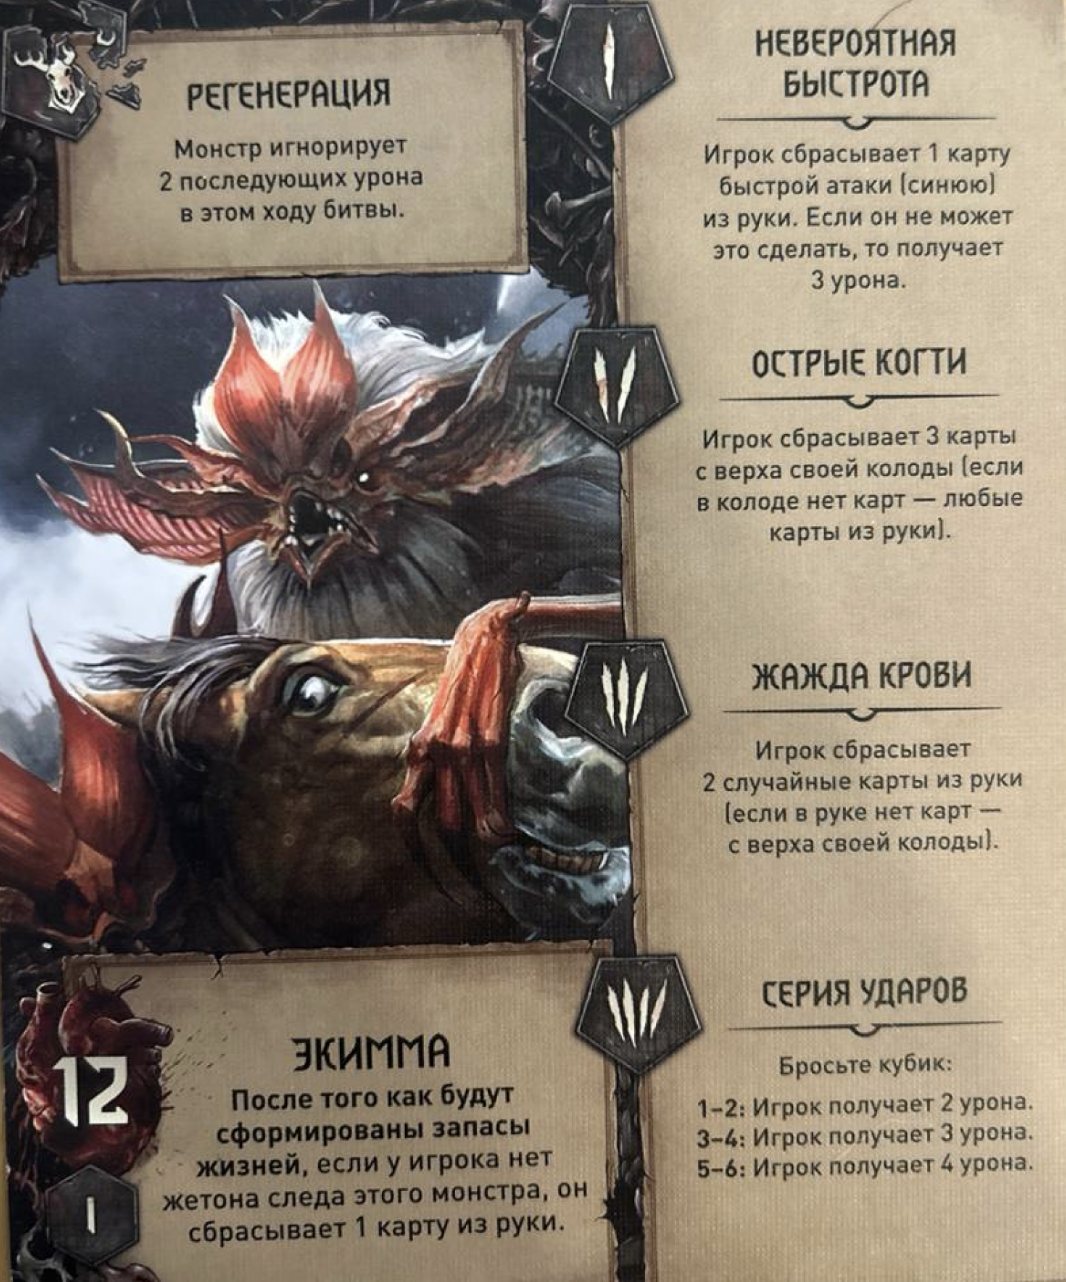 РЕГЕНЕРАЦИЯ
Монстр игнорирует
2 последующих урона
в этом ходу битвы.
НЕВЕРОЯТНАЯ
БЫСТРОТА
Игрок сбрасывает 1 карту
быстрой атаки (синюю)
из руки. Если он не может
это сделать, то получает
3 урона.
ОСТРЫЕ КОГТИ
Игрок сбрасывает 3 карты
с верха своей колоды (если
в колоде нет карт — любые
карты из руки).
ЖАЖДА КРОВИ
Игрок сбрасывает
2 случайные карты из руки
(если в руке нет карт —
с верха своей колоды).
СЕРИЯ УДАРОВ
Бросьте кубик:
1–2: Игрок получает 2 урона.
3–4: Игрок получает 3 урона.
5–6: Игрок получает 4 урона.
12
I
ЭКИММА
После того как будут
сформированы запасы
жизней, если у игрока нет
жетона следа этого монстра, он
сбрасывает 1 карту из руки.